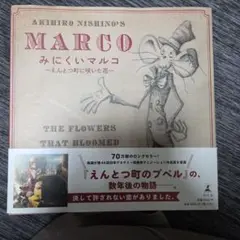 AKIHIRO NISHINO'S
MARCO
みにくいマルコ
〜えんとつ町に咲いた花〜
THE FLOWERS
THAT BLOOMED
70万部のロングセラー!
『えんとつ町のプペル』の、
数年後の物語
決して許されない恋がありました。